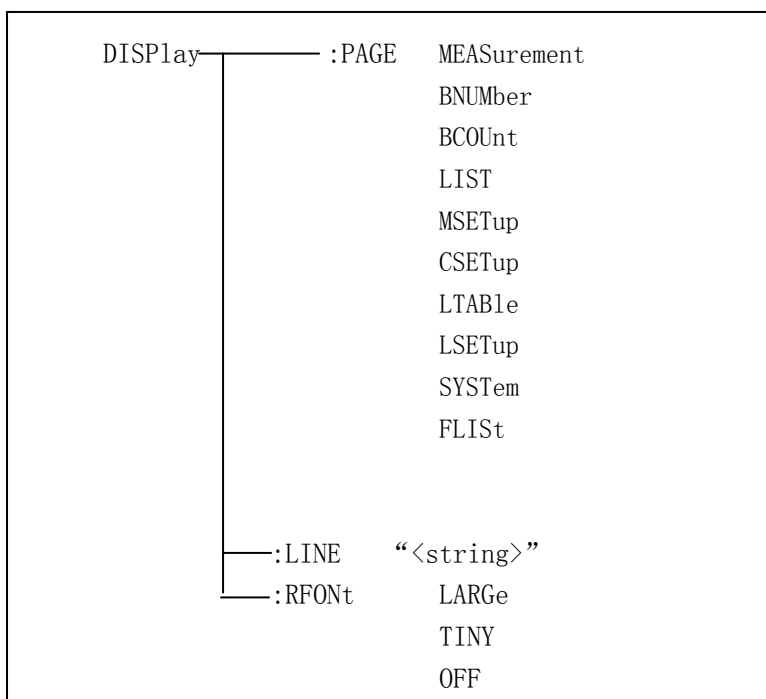 DISPlay :PAGE MEASurement
BNUMber
BCOUnt
LIST
MSETup
CSETup
LTABle
LSETup
SYSTem
FLISt
:LINE “<string>”
:RFONt LARGe
TINY
OFF